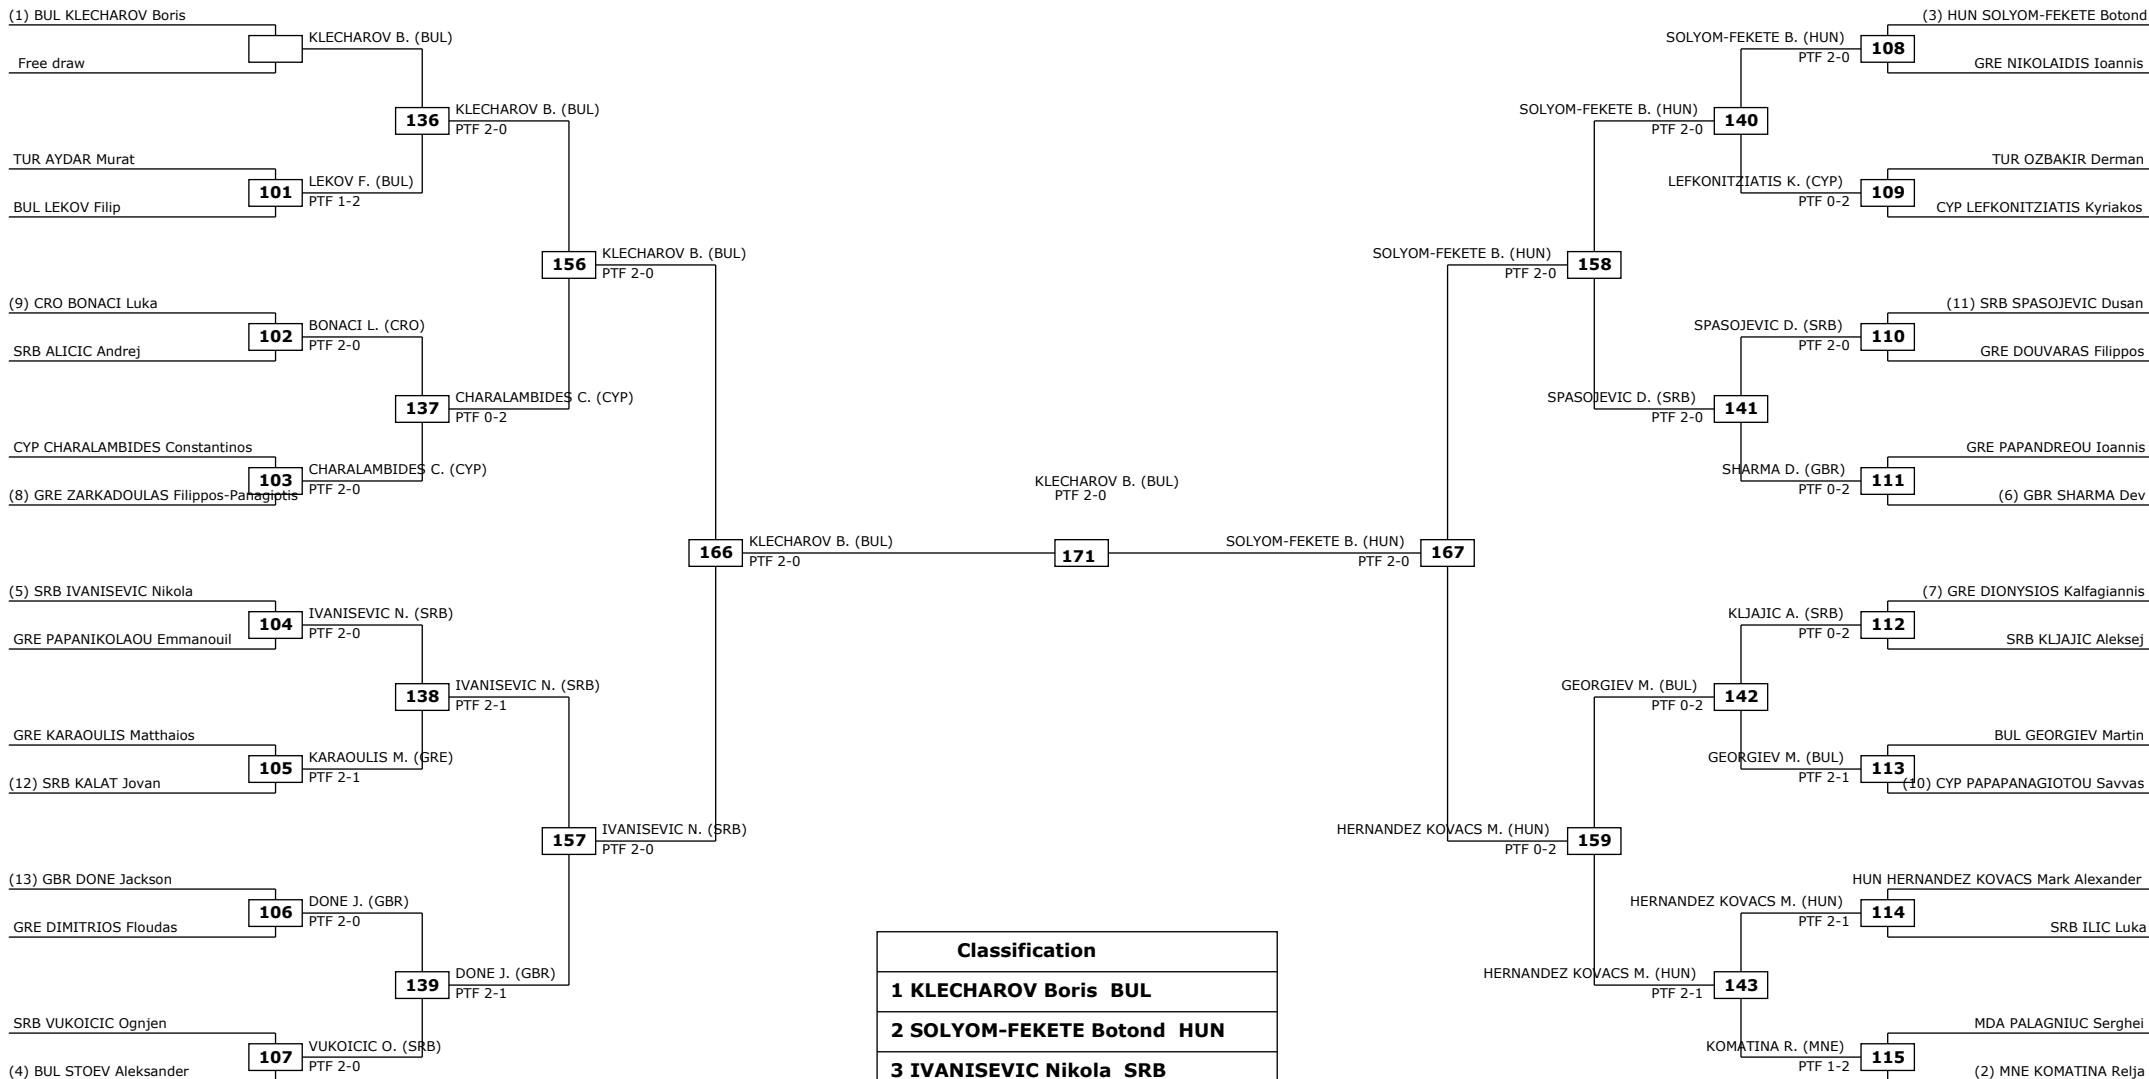 (1) BUL KLECHAROV Boris
KLECHAROV B. (BUL)
Free draw
136
KLECHAROV B. (BUL)
PTF 2-0
TUR AYDAR Murat
101
LEKOV F. (BUL)
PTF 1-2
BUL LEKOV Filip
156
KLECHAROV B. (BUL)
PTF 2-0
(9) CRO BONACI Luka
102
BONACI L. (CRO)
PTF 2-0
SRB ALICIC Andrej
137
CHARALAMBIDES C. (CYP)
PTF 0-2
CYP CHARALAMBIDES Constantinos
103
CHARALAMBIDES C. (CYP)
PTF 2-0
(8) GRE ZARKADOULAS Filippos-Panagiotis
166
KLECHAROV B. (BUL)
PTF 2-0
(5) SRB IVANISEVIC Nikola
104
IVANISEVIC N. (SRB)
PTF 2-0
GRE PAPANIKOLAOU Emmanouil
138
IVANISEVIC N. (SRB)
PTF 2-1
GRE KARAOULIS Matthaios
105
KARAOULIS M. (GRE)
PTF 2-1
(12) SRB KALAT Jovan
157
IVANISEVIC N. (SRB)
PTF 2-0
(13) GBR DONE Jackson
106
DONE J. (GBR)
PTF 2-0
GRE DIMITRIOS Floudas
139
DONE J. (GBR)
PTF 2-1
SRB VUKOICIC Ognjen
107
VUKOICIC O. (SRB)
PTF 2-0
(4) BUL STOEV Aleksander
KLECHAROV B. (BUL)
PTF 2-0
171
Classification
1 KLECHAROV Boris BUL
2 SOLYOM-FEKETE Botond HUN
3 IVANISEVIC Nikola SRB
(3) HUN SOLYOM-FEKETE Botond
SOLYOM-FEKETE B. (HUN)
PTF 2-0
108
GRE NIKOLAIDIS Ioannis
SOLYOM-FEKETE B. (HUN)
PTF 2-0
140
TUR OZBAKIR Derman
LEFKONITZIATIS K. (CYP)
PTF 0-2
109
CYP LEFKONITZIATIS Kyriakos
SOLYOM-FEKETE B. (HUN)
PTF 2-0
158
(11) SRB SPASOJEVIC Dusan
SPASOJEVIC D. (SRB)
PTF 2-0
110
GRE DOUVARAS Filippos
SPASOJEVIC D. (SRB)
PTF 2-0
141
GRE PAPANDREOU Ioannis
SHARMA D. (GBR)
PTF 0-2
111
(6) GBR SHARMA Dev
SOLYOM-FEKETE B. (HUN)
PTF 2-0
167
(7) GRE DIONYSIOS Kalfagiannis
KLJAJIC A. (SRB)
PTF 0-2
112
SRB KLJAJIC Aleksej
GEORGIEV M. (BUL)
PTF 0-2
142
BUL GEORGIEV Martin
GEORGIEV M. (BUL)
PTF 2-1
113
(10) CYP PAPAPANAGIOTOU Savvas
HERNANDEZ KOVACS M. (HUN)
PTF 0-2
159
HUN HERNANDEZ KOVACS Mark Alexander
HERNANDEZ KOVACS M. (HUN)
PTF 2-1
114
SRB ILIC Luka
HERNANDEZ KOVACS M. (HUN)
PTF 2-1
143
MDA PALAGNIUC Serghei
KOMATINA R. (MNE)
PTF 1-2
115
(2) MNE KOMATINA Relja